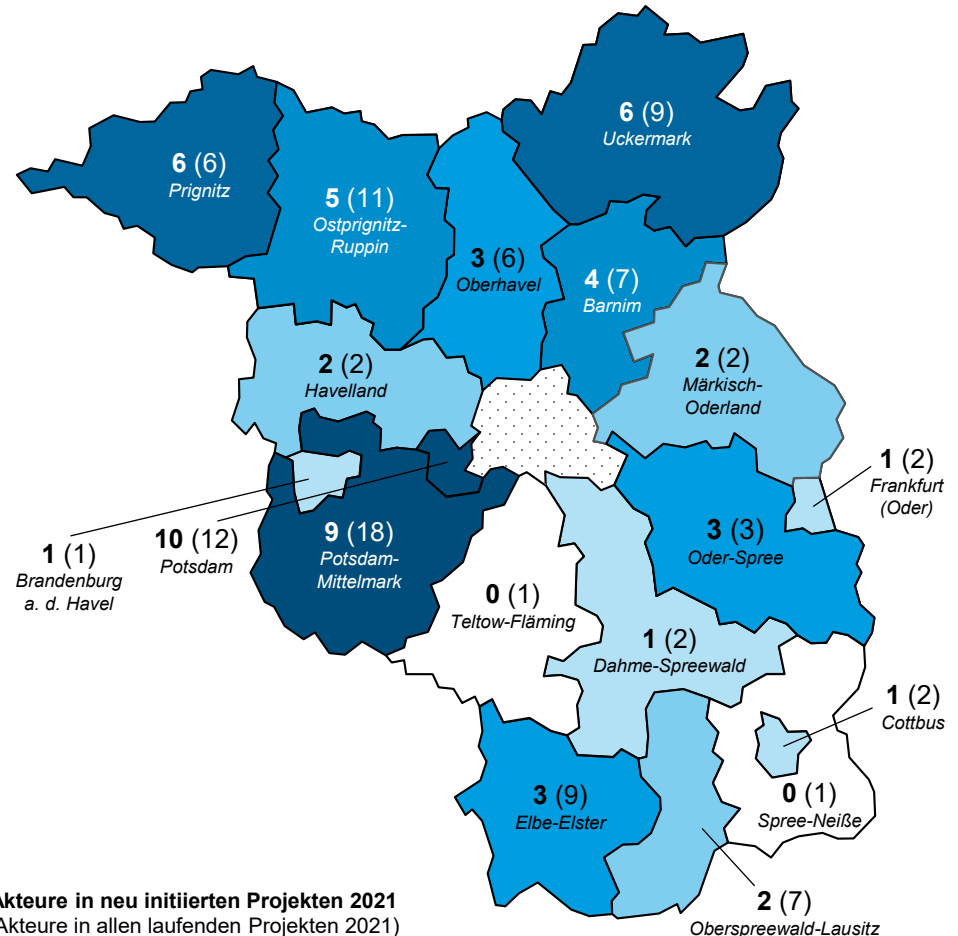 6 (9)
Uckermark
6 (6)
Prignitz
5 (11)
Ostprignitz-
Ruppin
3 (6)
Oberhavel
4 (7)
Barnim
2 (2)
Havelland
2 (2)
Märkisch-
Oderland
1 (2)
Frankfurt
(Oder)
1 (1)
Brandenburg
a. d. Havel
10 (12)
Potsdam
9 (18)
Potsdam-
Mittelmark
3 (3)
Oder-Spree
0 (1)
Teltow-Fläming
1 (2)
Dahme-Spreewald
1 (2)
Cottbus
3 (9)
Elbe-Elster
0 (1)
Spree-Neiße
2 (7)
Oberspreewald-Lausitz
Akteure in neu initiierten Projekten 2021
Akteure in allen laufenden Projekten 2021)